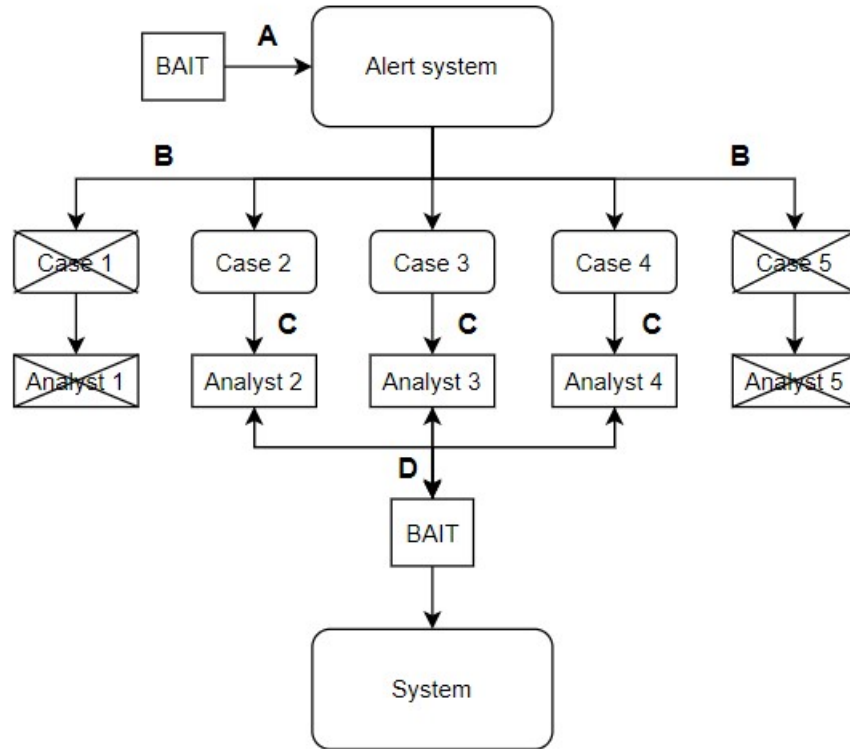 A
BAIT
Alert system
B
B
Case 1
Case 2
Case 3
Case 4
Case 5
C
C
C
Analyst 1
Analyst 2
Analyst 3
Analyst 4
Analyst 5
D
BAIT
System